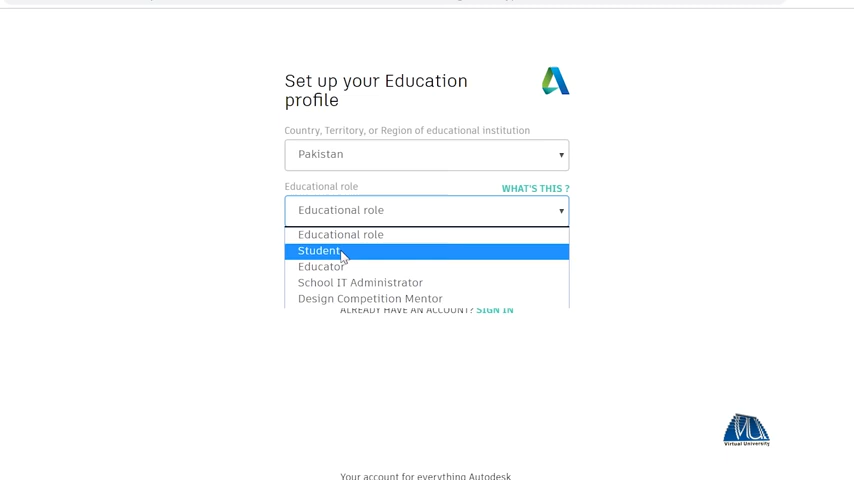 Set up your Education
profile
Country, Territory, or Region of educational institution
Pakistan
Educational role
WHAT'S THIS ?
Educational role
Educational role
Student
Educator
School IT Administrator
Design Competition Mentor
ALREADY HAVE AN ACCOUNT? SIGN IN
Virtual University
Your account for everything Autodesk